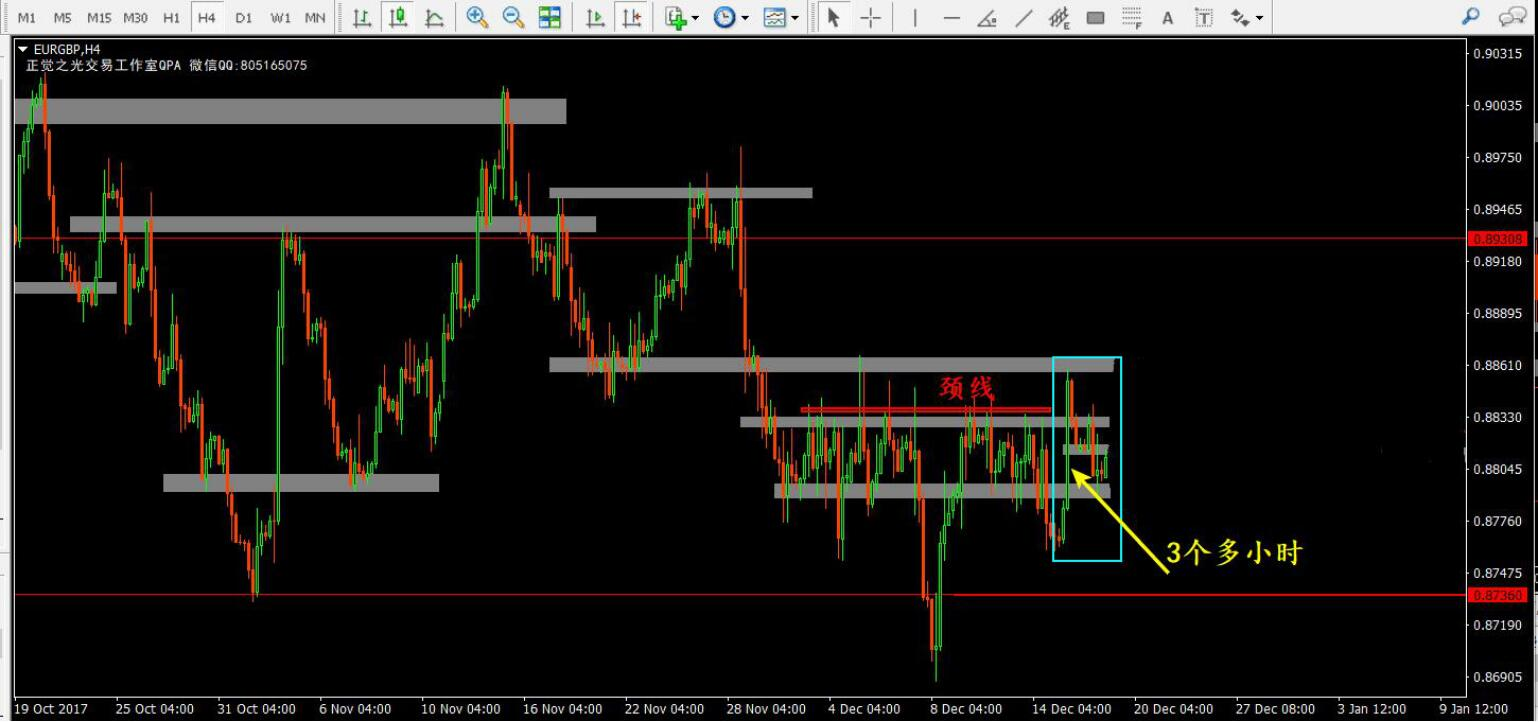 M1 M5 M15 M30 H1 H4 D1 W1 MN E F A T
EURGBP,H4
正觉之光交易工作室QPA 微信QQ:805165075
0.90315
0.90035
0.89750
0.89465
0.89308
0.89180
0.88895
0.88610
颈线
0.88330
0.88045
0.87760
3个多小时
0.87475
0.87360
0.87190
0.86905
19 Oct 2017 25 Oct 04:00 31 Oct 04:00 6 Nov 04:00 10 Nov 04:00 16 Nov 04:00 22 Nov 04:00 28 Nov 04:00 4 Dec 04:00 8 Dec 04:00 14 Dec 04:00 20 Dec 04:00 27 Dec 08:00 3 Jan 12:00 9 Jan 12:00